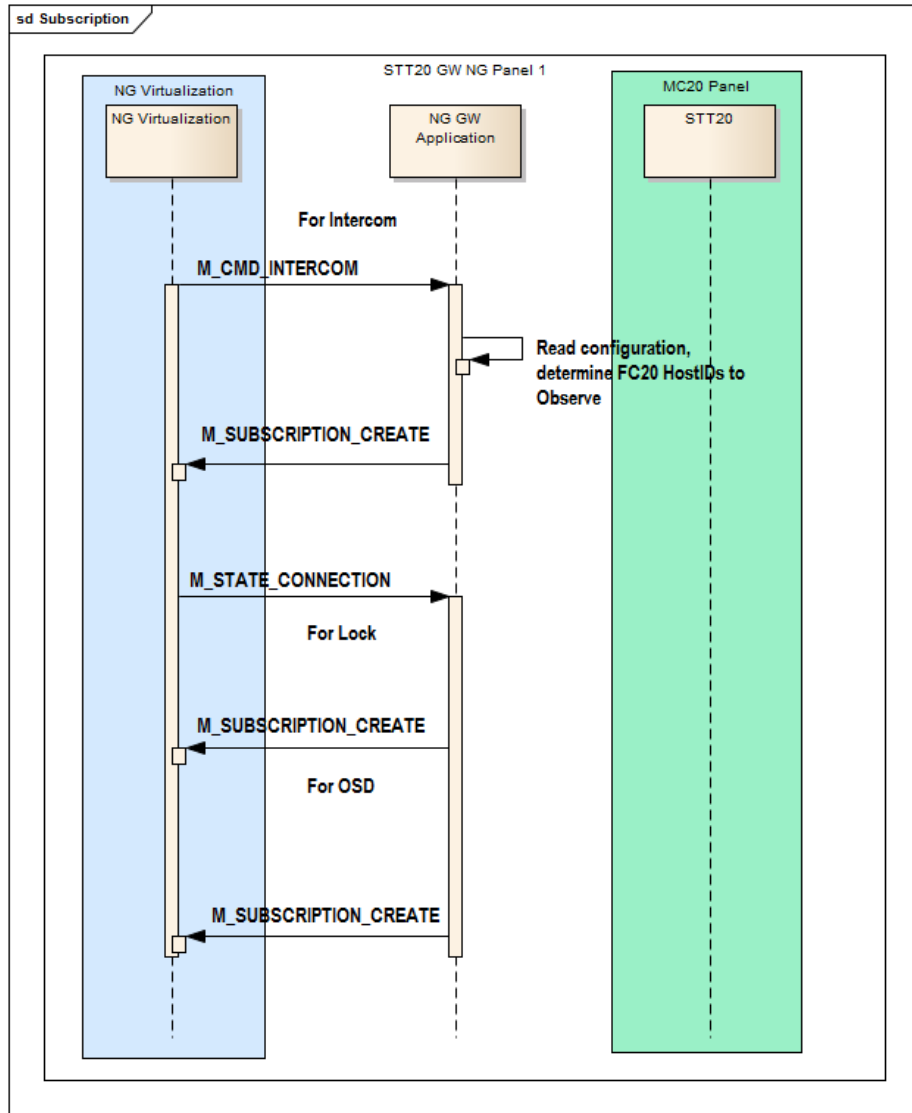 sd Subscription
STT20 GW NG Panel 1
NG Virtualization
MC20 Panel
NG Virtualization
NG GW
Application
STT20
For Intercom
M_CMD_INTERCOM
Read configuration,
determine FC20 HostIDs to
Observe
M_SUBSCRIPTION_CREATE
M_STATE_CONNECTION
For Lock
M_SUBSCRIPTION_CREATE
For OSD
M_SUBSCRIPTION_CREATE